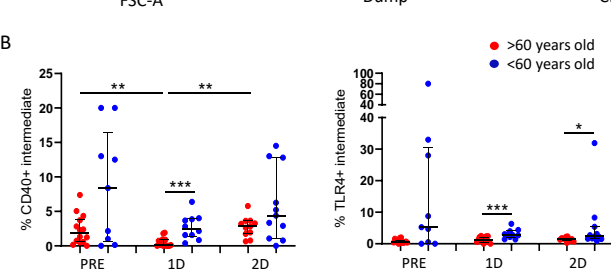 FSC-A
B
>60 years old
<60 years old
% CD40+ intermediate
25
20
15
10
5
0
**
**
***
PRE
1D
2D
% TLR4+ intermediate
100
80
60
40
40
30
20
10
0
***
*
PRE
1D
2D